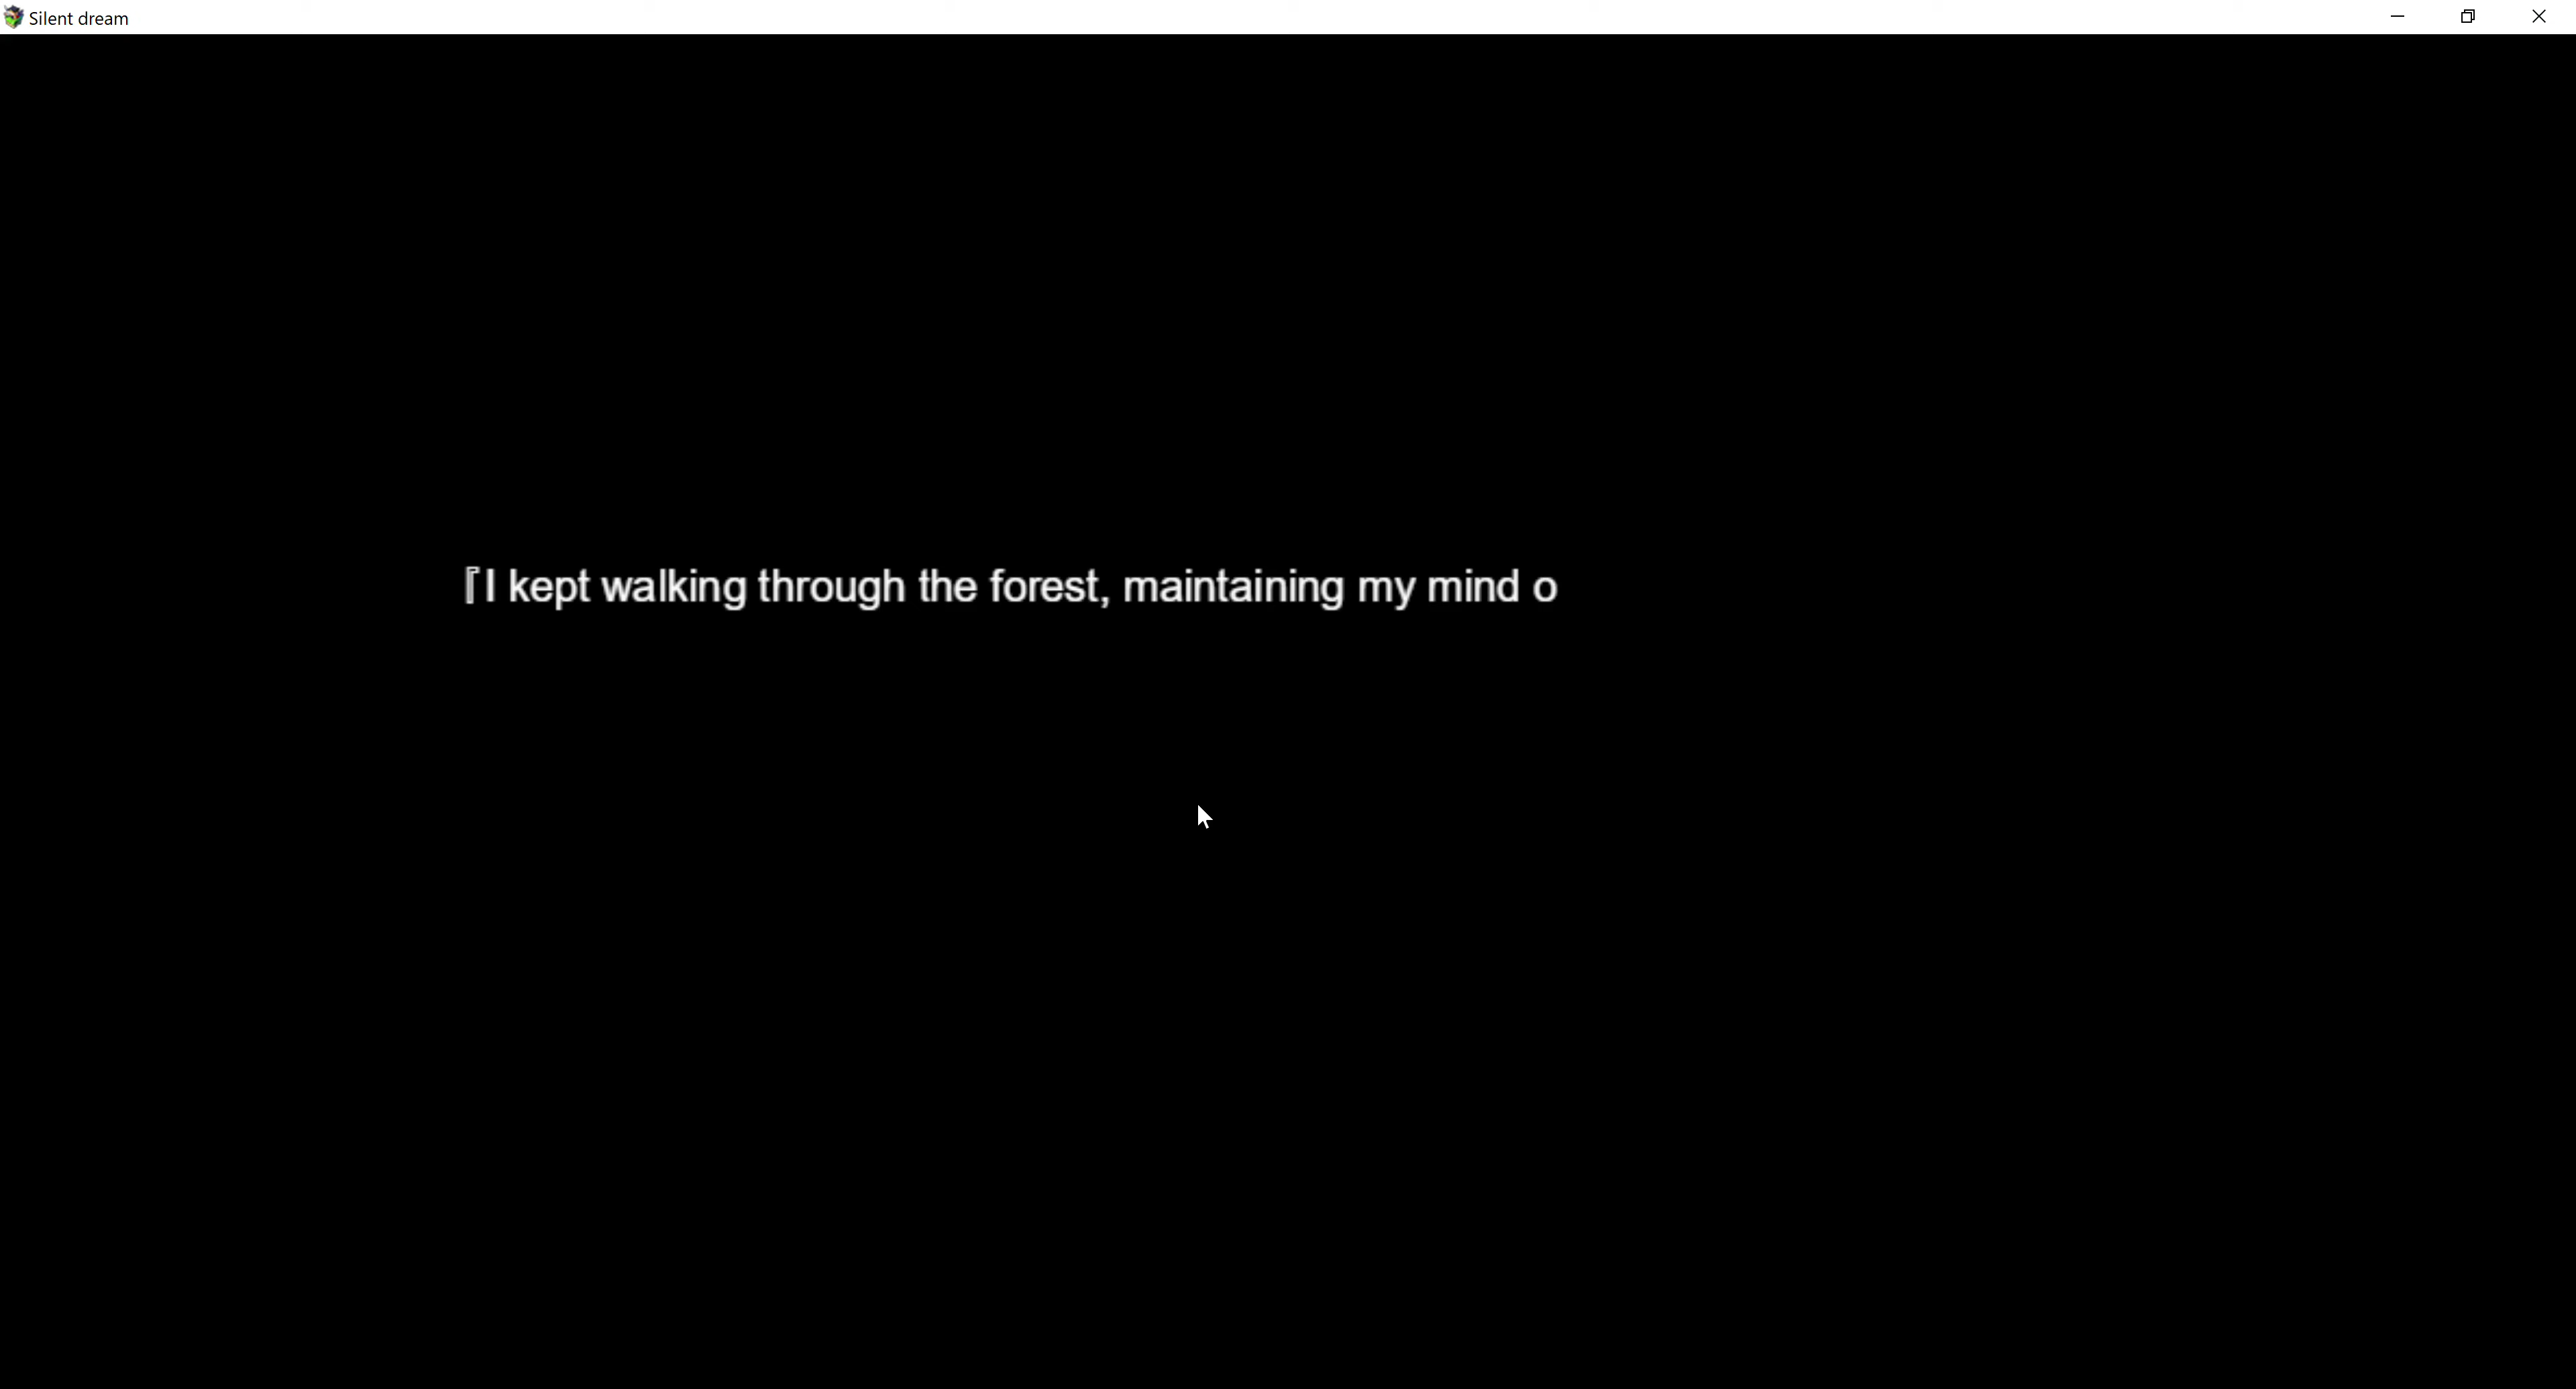 Silent dream
『I kept walking through the forest, maintaining my mind o